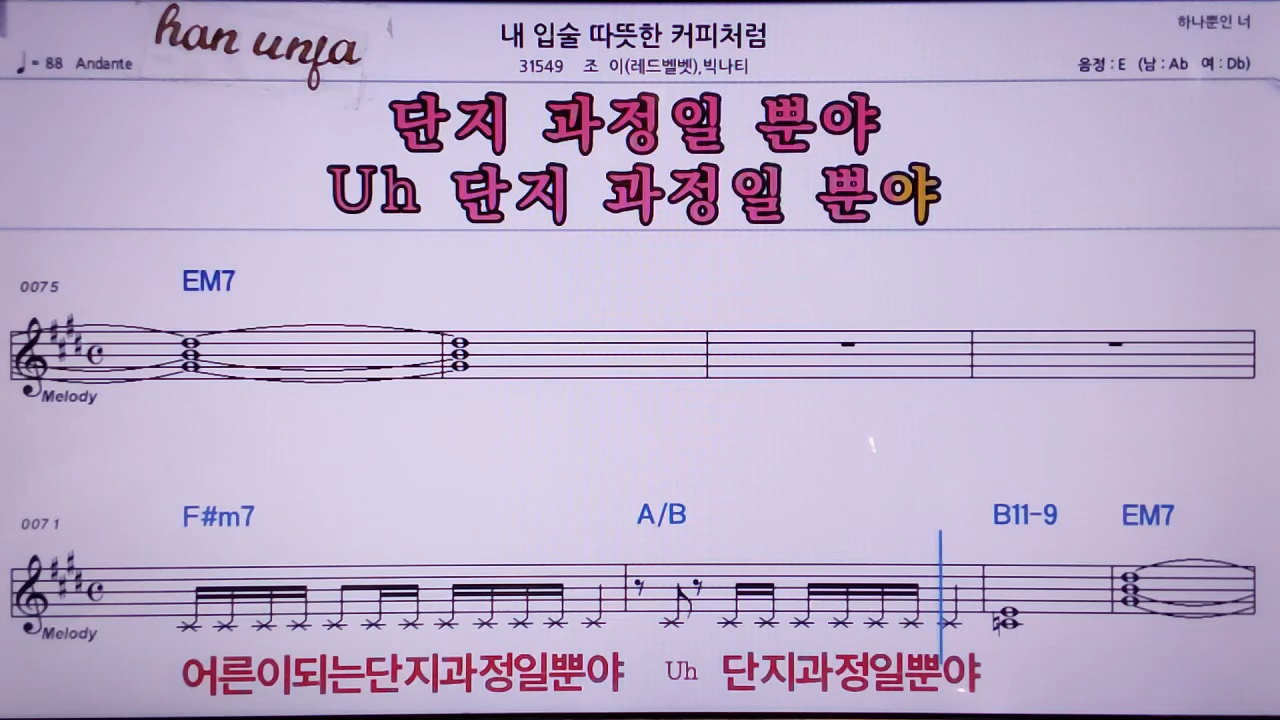 han unja
내 입술 따뜻한 커피처럼
하나뿐인 너
♩= 88 Andante
31549 조 이(레드벨벳),빅나티
음정 : E (남 : Ab 여 : Db)
단지 과정일 뿐야
Uh 단지 과정일 뿐야
0075
EM7
Melody
0071
F#m7 A/B B11-9 EM7
Melody
어른이되는단지과정일뿐야 Uh 단지과정일뿐야